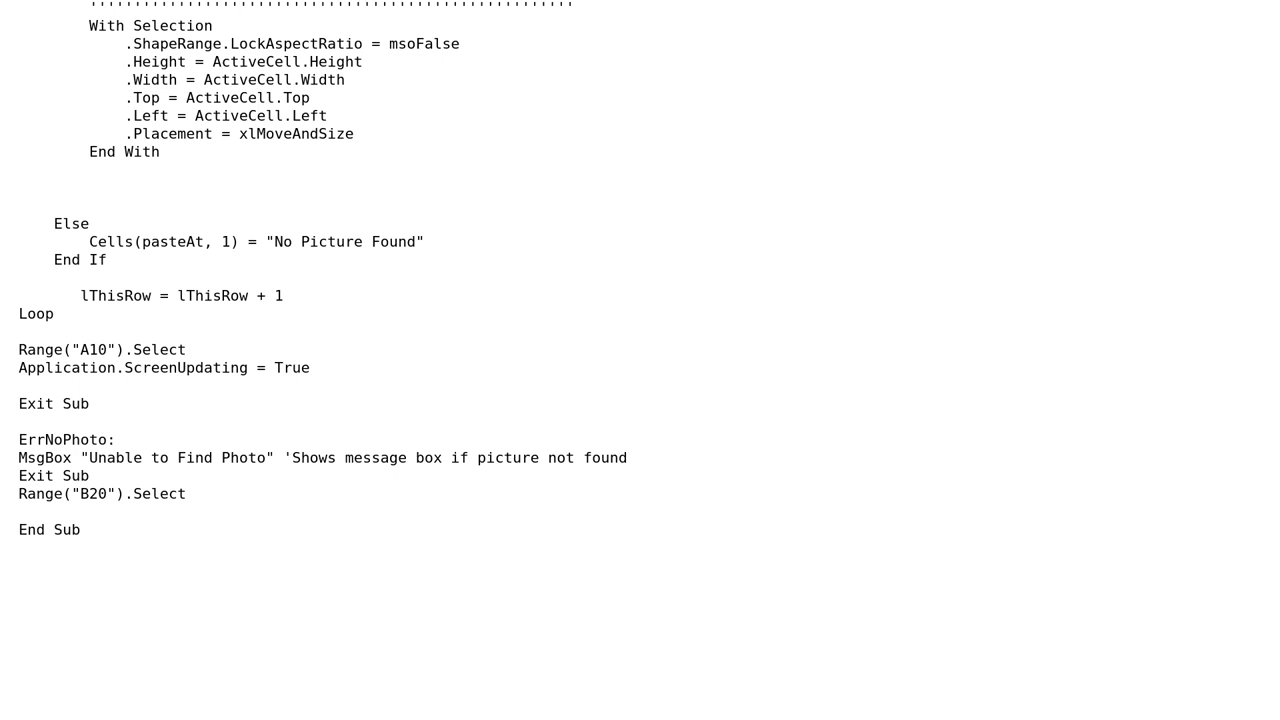 '''''''''''''''''''''''''''''''''''''''''''''''''''''''
With Selection
.ShapeRange.LockAspectRatio = msoFalse
.Height = ActiveCell.Height
.Width = ActiveCell.Width
.Top = ActiveCell.Top
.Left = ActiveCell.Left
.Placement = xlMoveAndSize
End With
Else
Cells(pasteAt, 1) = "No Picture Found"
End If
lThisRow = lThisRow + 1
Loop
Range("A10").Select
Application.ScreenUpdating = True
Exit Sub
ErrNoPhoto:
MsgBox "Unable to Find Photo" 'Shows message box if picture not found
Exit Sub
Range("B20").Select
End Sub